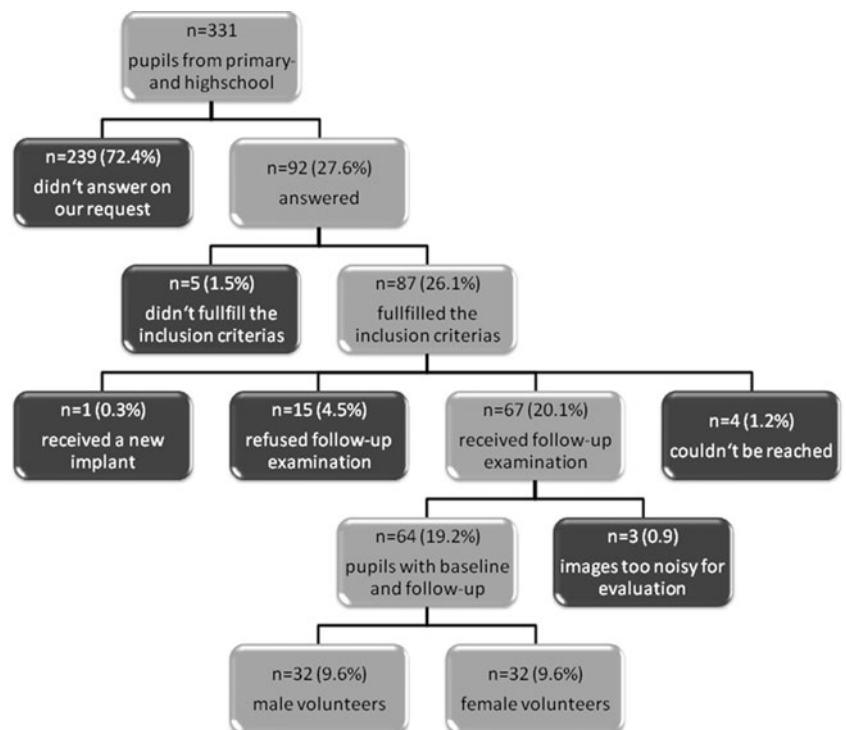 n=331
pupils from primary-
and highschool
n=239 (72.4%)
didn‘t answer on
our request
n=92 (27.6%)
answered
n=5 (1.5%)
didn‘t fullfill the
inclusion criterias
n=87 (26.1%)
fullfilled the
inclusion criterias
n=1 (0.3%)
received a new
implant
n=15 (4.5%)
refused follow-up
examination
n=67 (20.1%)
received follow-up
examination
n=4 (1.2%)
couldn‘t be reached
n=64 (19.2%)
pupils with baseline
and follow-up
n=3 (0.9)
images too noisy for
evaluation
n=32 (9.6%)
male volunteers
n=32 (9.6%)
female volunteers